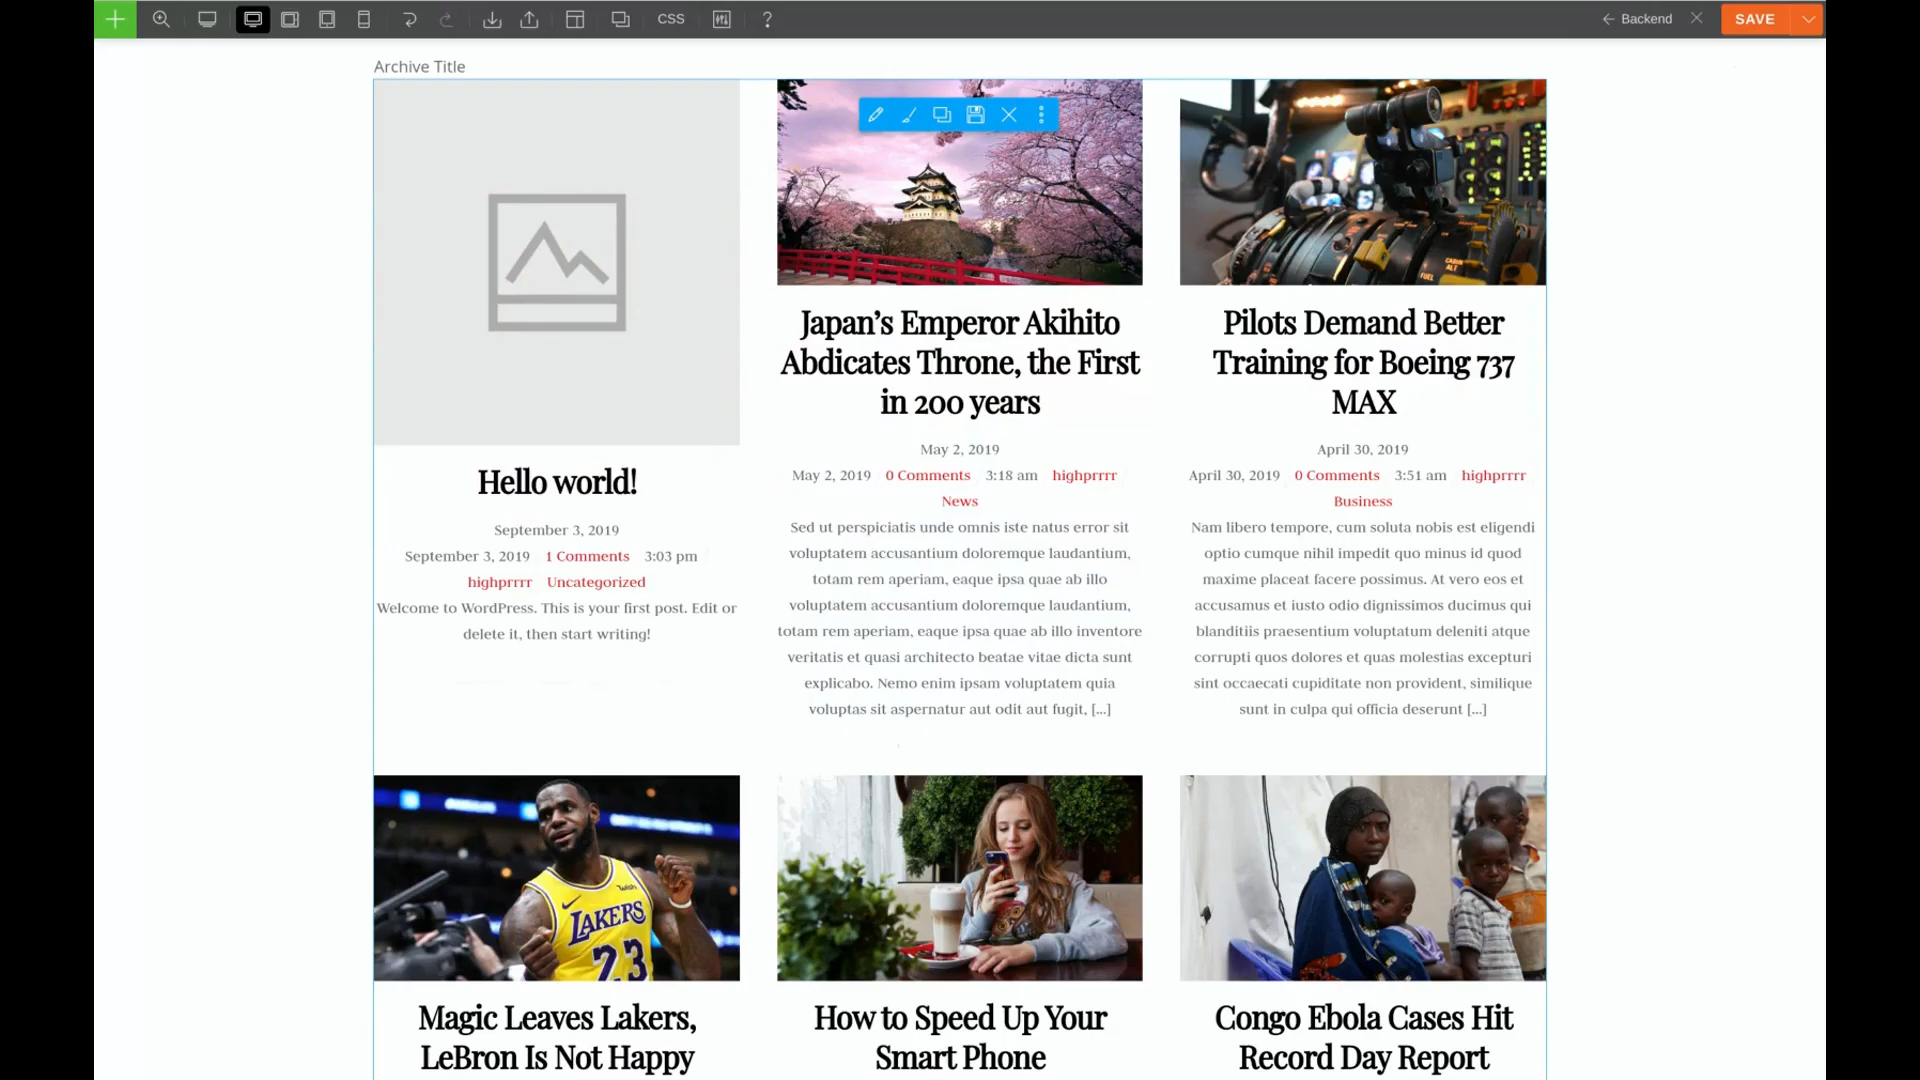 CSS
Backend
SAVE
Archive Title
Hello world!
September 3, 2019
September 3, 2019 1 Comments 3:03 pm
highprrrr Uncategorized
Welcome to WordPress. This is your first post. Edit or
delete it, then start writing!
Japan’s Emperor Akihito
Abdicates Throne, the First
in 200 years
May 2, 2019
May 2, 2019 0 Comments 3:18 am highprrrr
News
Sed ut perspiciatis unde omnis iste natus error sit
voluptatem accusantium doloremque laudantium,
totam rem aperiam, eaque ipsa quae ab illo
voluptatem accusantium doloremque laudantium,
totam rem aperiam, eaque ipsa quae ab illo inventore
veritatis et quasi architecto beatae vitae dicta sunt
explicabo. Nemo enim ipsam voluptatem quia
voluptas sit aspernatur aut odit aut fugit, [...]
CABIN
ALT
FUEL
Pilots Demand Better
Training for Boeing 737
MAX
April 30, 2019
April 30, 2019 0 Comments 3:51 am highprrrr
Business
Nam libero tempore, cum soluta nobis est eligendi
optio cumque nihil impedit quo minus id quod
maxime placeat facere possimus. At vero eos et
accusamus et iusto odio dignissimos ducimus qui
blanditiis praesentium voluptatum deleniti atque
corrupti quos dolores et quas molestias excepturi
sint occaecati cupiditate non provident, similique
sunt in culpa qui officia deserunt [...]
wish
LAKERS
23
Magic Leaves Lakers,
LeBron Is Not Happy
How to Speed Up Your
Smart Phone
Congo Ebola Cases Hit
Record Day Report